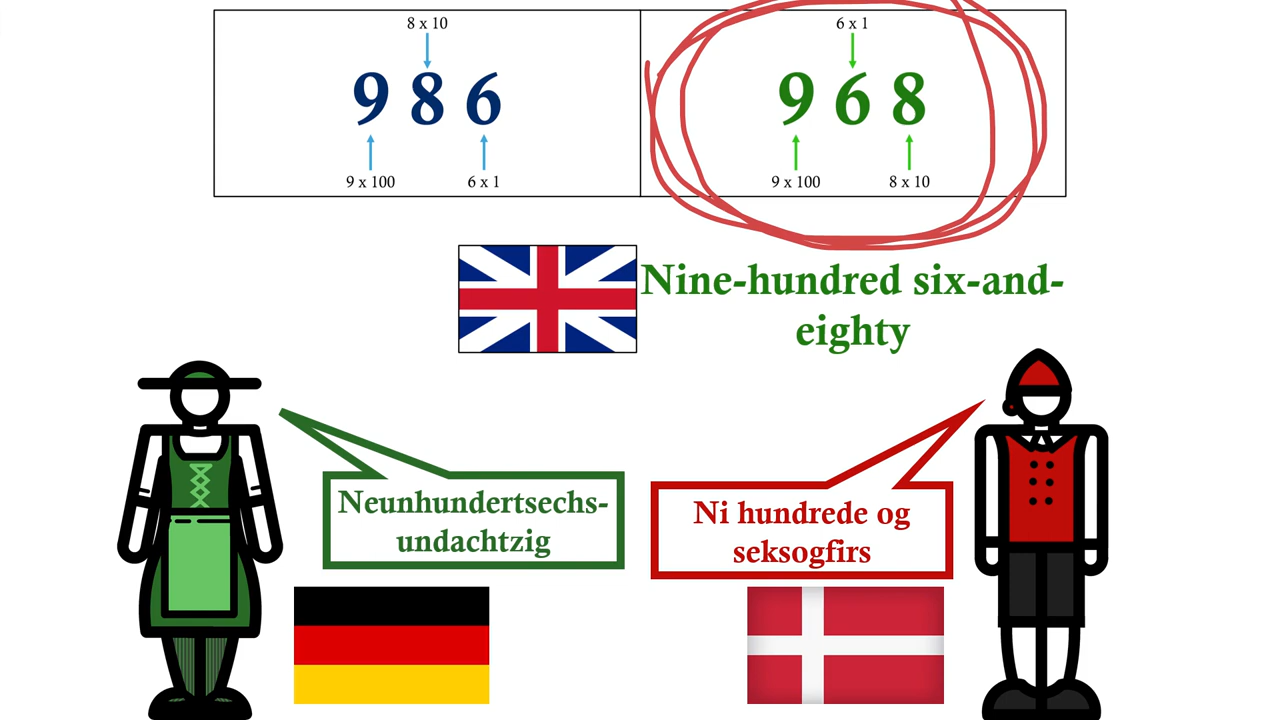 8 x 10
9 8 6
9 x 100
6 x 1
6 x 1
9 6 8
9 x 100
8 x 10
Nine-hundred six-and-
eighty
Neunhundertsechs-
undachtzig
Ni hundrede og
seksogfirs